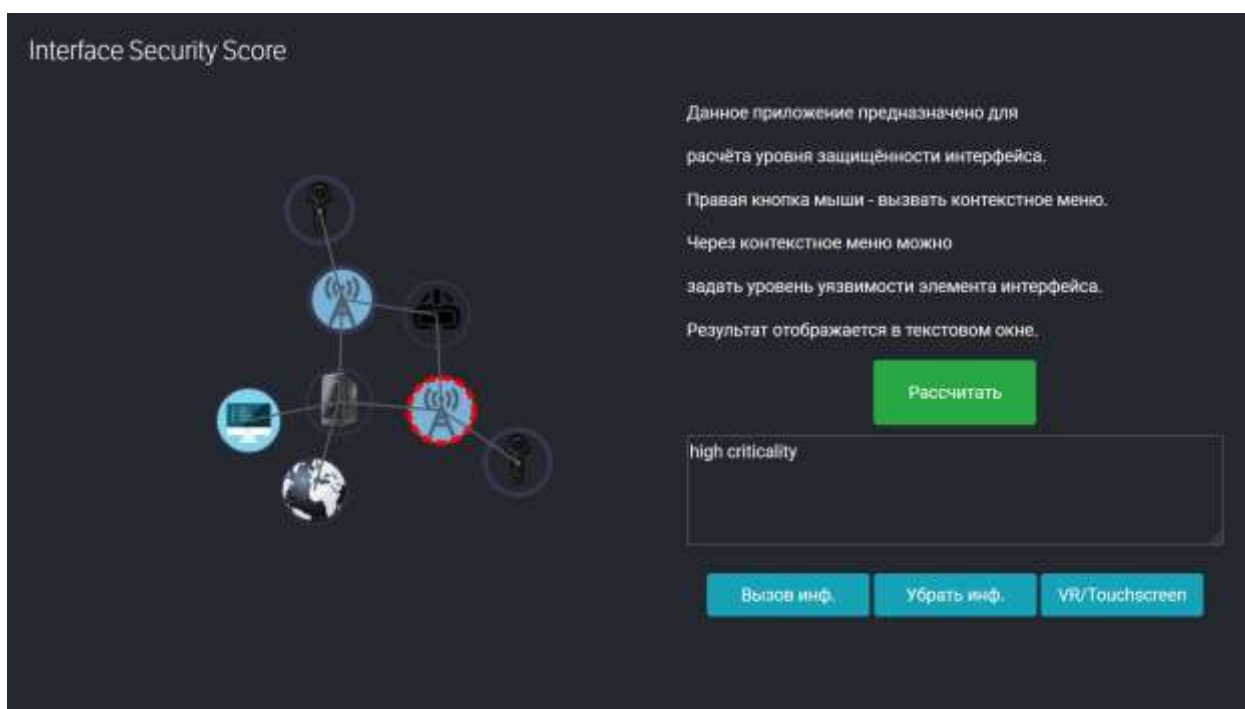 Interface Security Score
Данное приложение предназначено для
расчёта уровня защищённости интерфейса.
Правая кнопка мыши - вызвать контекстное меню.
Через контекстное меню можно
задать уровень уязвимости элемента интерфейса.
Результат отображается в текстовом окне.
Рассчитать
high criticality
Вызов инф.
Убрать инф.
VR/Touchscreen